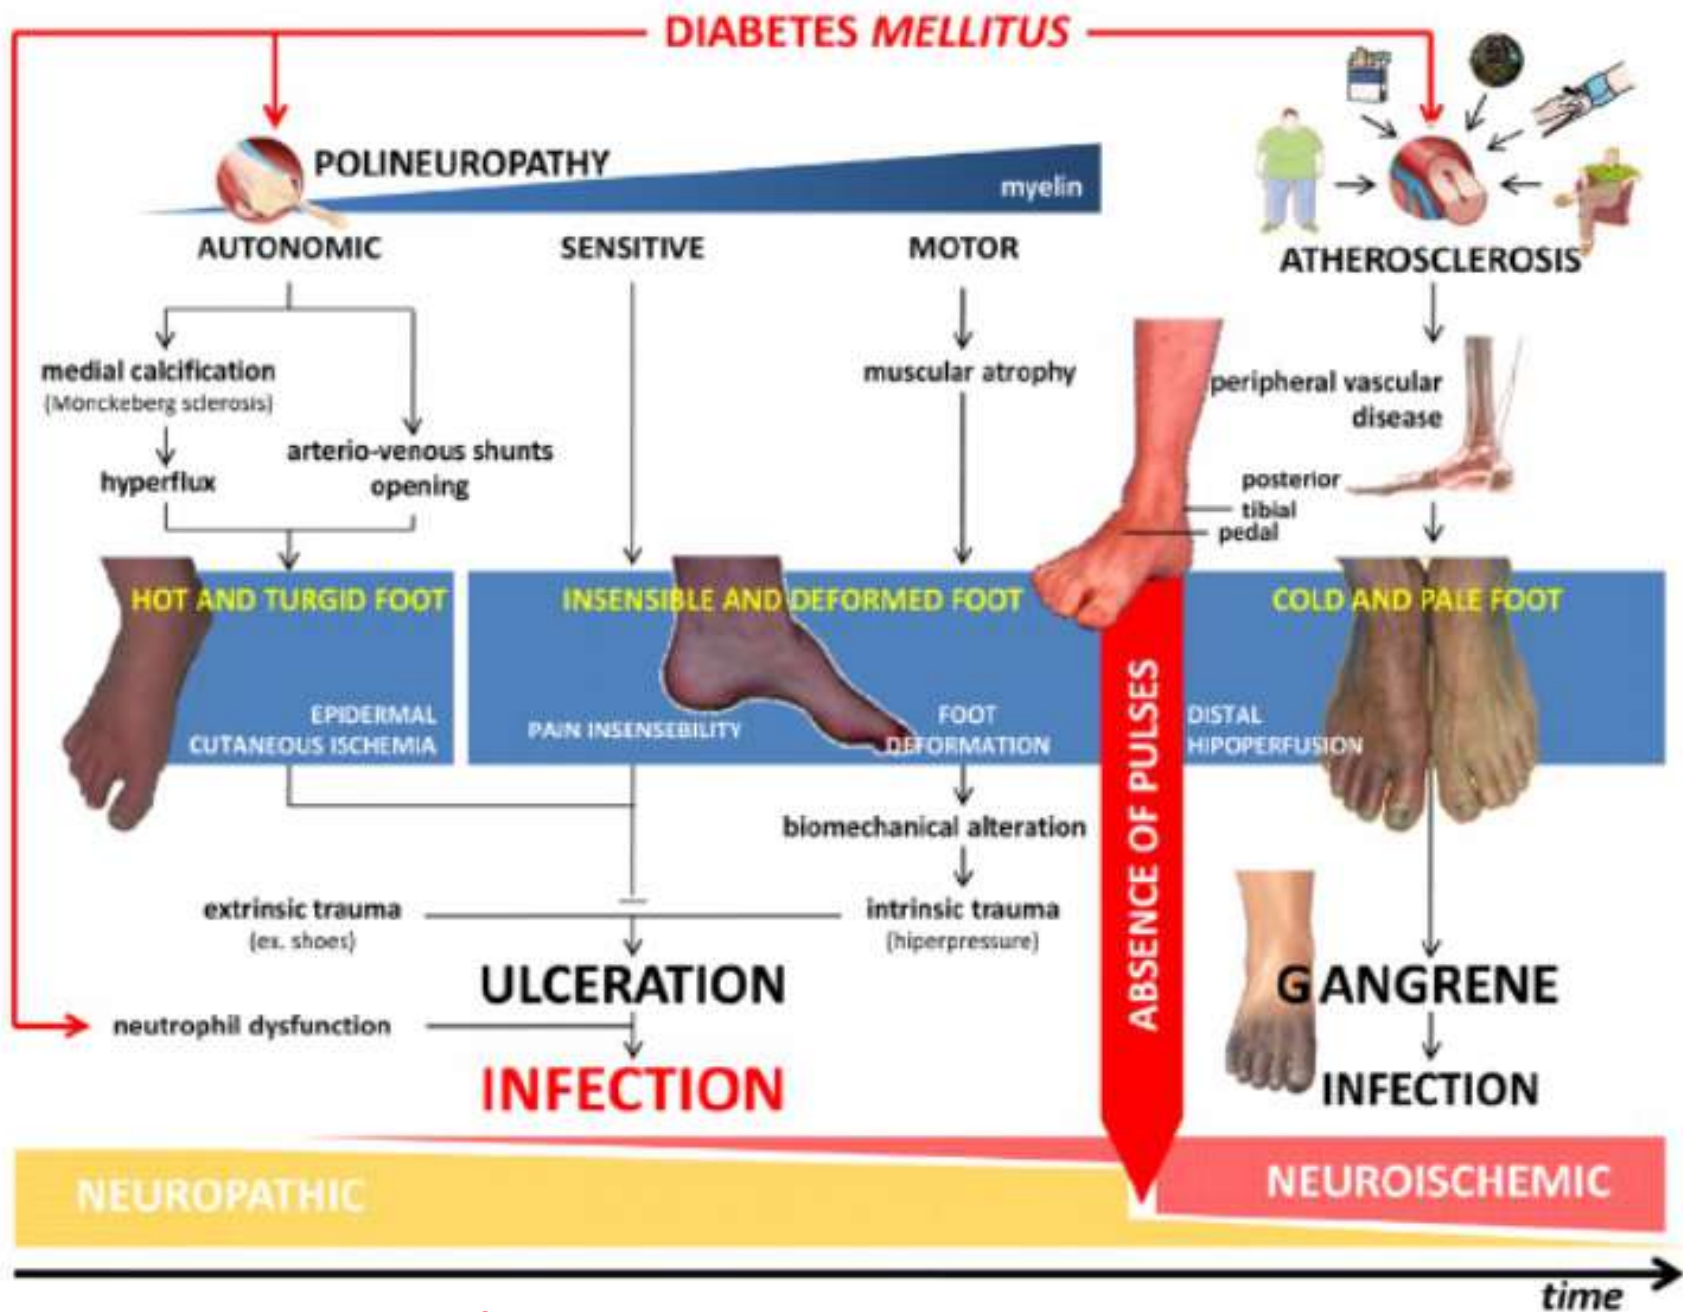 DIABETES MELLITUS
POLINEUROPATHY
myelin
AUTONOMIC
SENSITIVE
MOTOR
ATHEROSCLEROSIS
medial calcification
(Monckeberg sclerosis)
hyperflux
arterio-venous shunts
opening
muscular atrophy
peripheral vascular
disease
posterior
tibial
pedal
HOT AND TURGID FOOT
INSENSIBLE AND DEFORMED FOOT
COLD AND PALE FOOT
EPIDERMAL
CUTANEOUS ISCHEMIA
PAIN INSENSEBILITY
FOOT
DEFORMATION
DISTAL
HIPOPERFUSION
ABSENCE OF PULSES
biomechanical alteration
extrinsic trauma
(ex. shoes)
intrinsic trauma
(hiperpressure)
ULCERATION
GANGRENE
neutrophil dysfunction
INFECTION
INFECTION
NEUROPATHIC
NEUROISCHEMIC
time